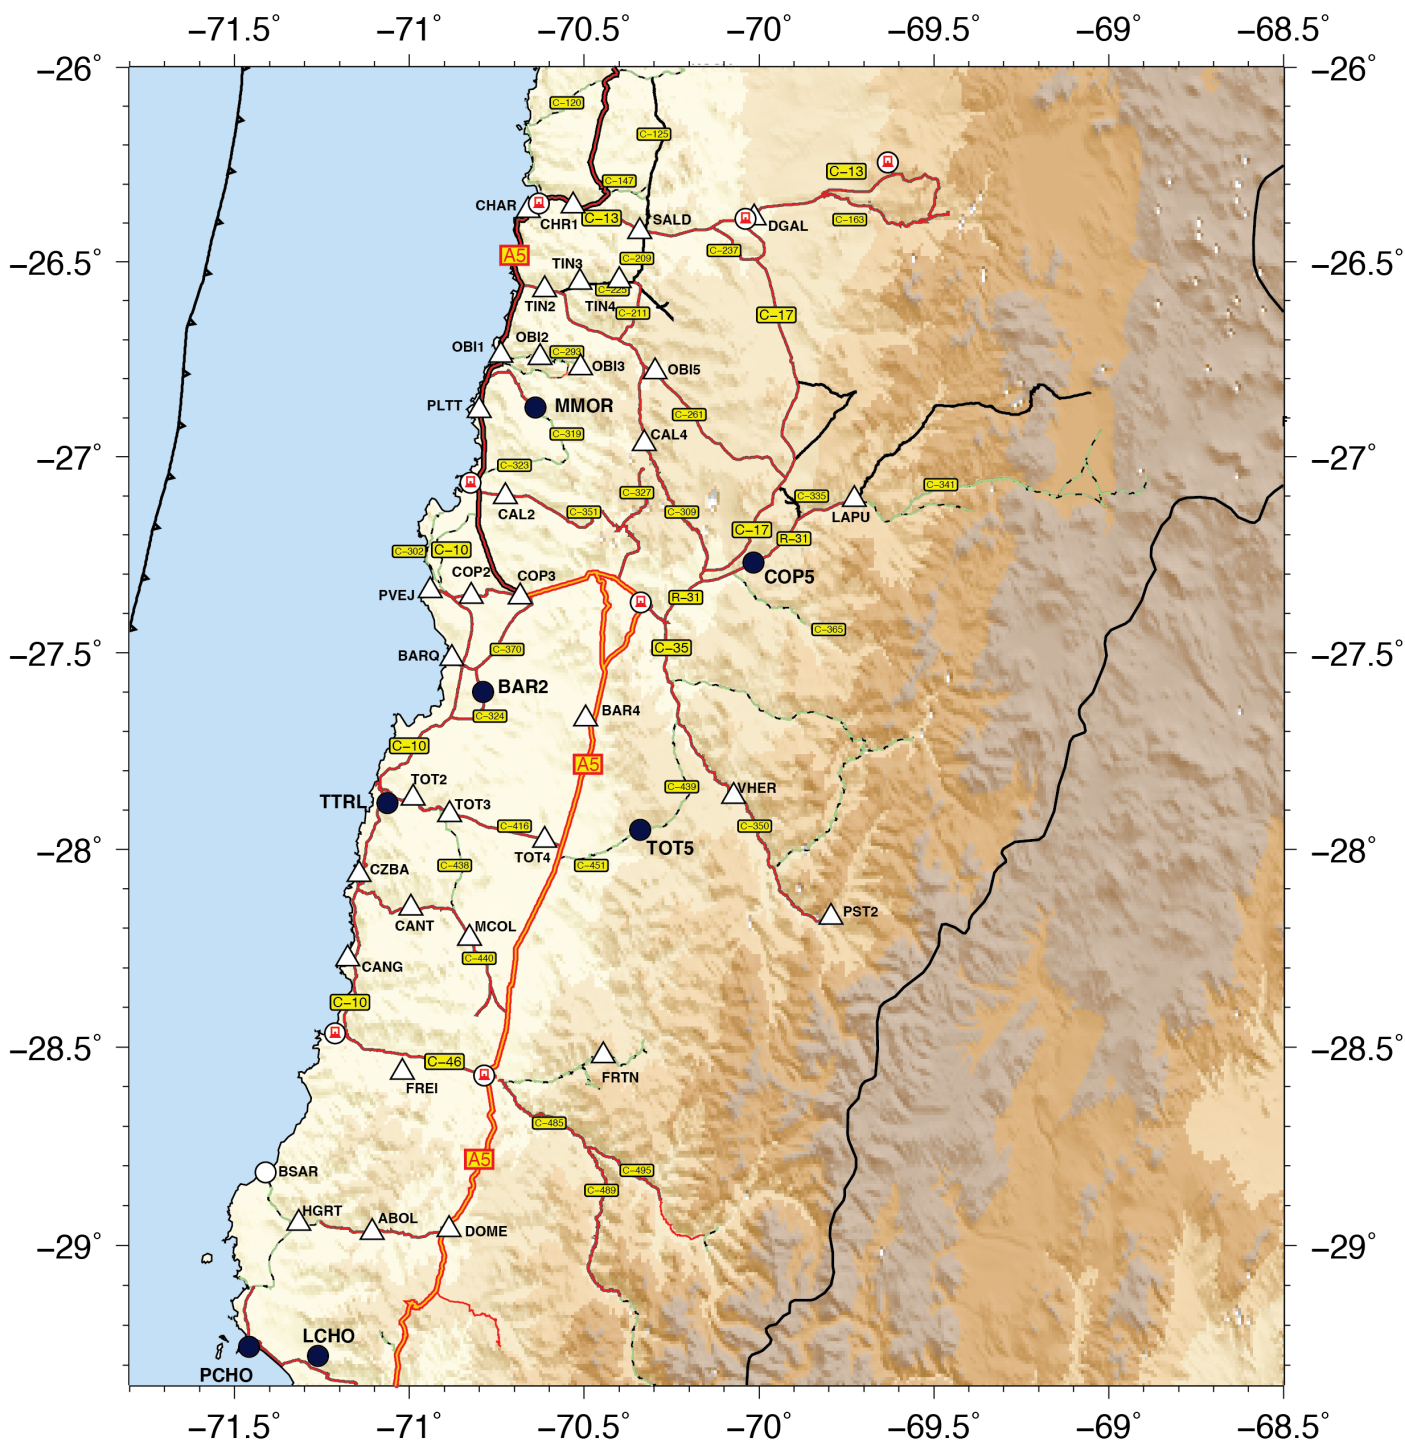 −71.5° −71° −70.5° −70° −69.5° −69° −68.5°
−26° −26°
C−120
C−125
C−13
C−147
CHAR
CHR1
C−13
SALD
C−163
DGAL
A5
C−237
C−209
−26.5° −26.5°
TIN3
TIN2
TIN4
C−225
C−211
C−17
OBI1
OBI2
C−293
OBI3
OBI5
PLTT
MMOR
C−261
C−319
CAL4
−27° −27°
C−323
C−341
C−327
C−335
CAL2
C−351
C−309
LAPU
C−17
R−31
C−302
C−10
COP2
COP3
COP5
PVEJ
R−31
C−365
C−370
C−35
BARQ
−27.5° −27.5°
BAR2
BAR4
C−324
C−10
A5
TOT2
C−439
VHER
TTRL
TOT3
C−416
C−350
TOT4
TOT5
−28° −28°
C−438
C−451
CZBA
CANT
MCOL
PST2
C−440
CANG
C−10
−28.5° −28.5°
C−46
FREI
FRTN
C−485
A5
BSAR
C−495
C−489
HGRT
ABOL
DOME
−29° −29°
LCHO
PCHO
−71.5° −71° −70.5° −70° −69.5° −69° −68.5°